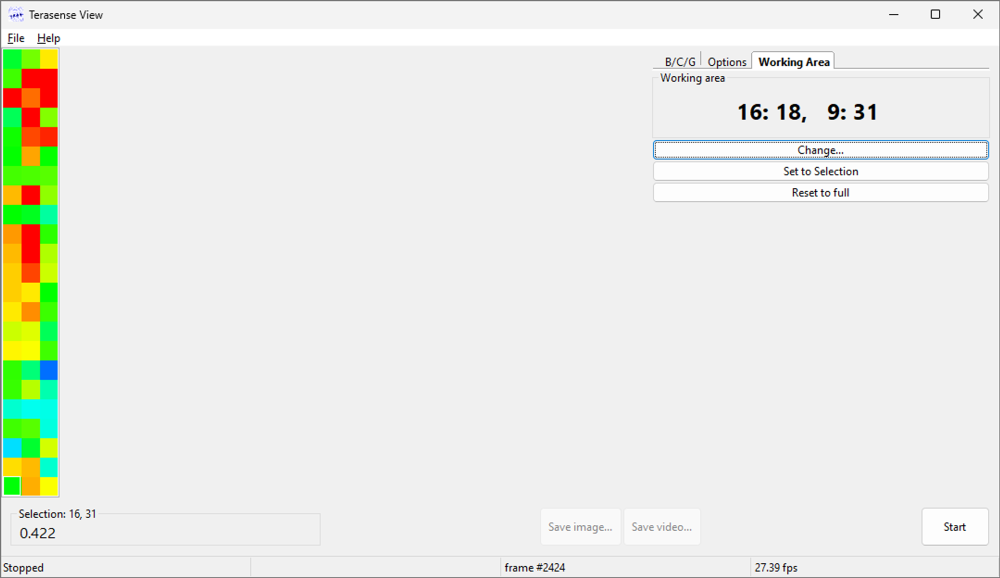 Terasense View
File Help
B/C/G Options Working Area
Working area
16: 18, 9: 31
Change...
Set to Selection
Reset to full
Selection: 16, 31
0.422
Save image... Save video... Start
Stopped frame #2424 27.39 fps